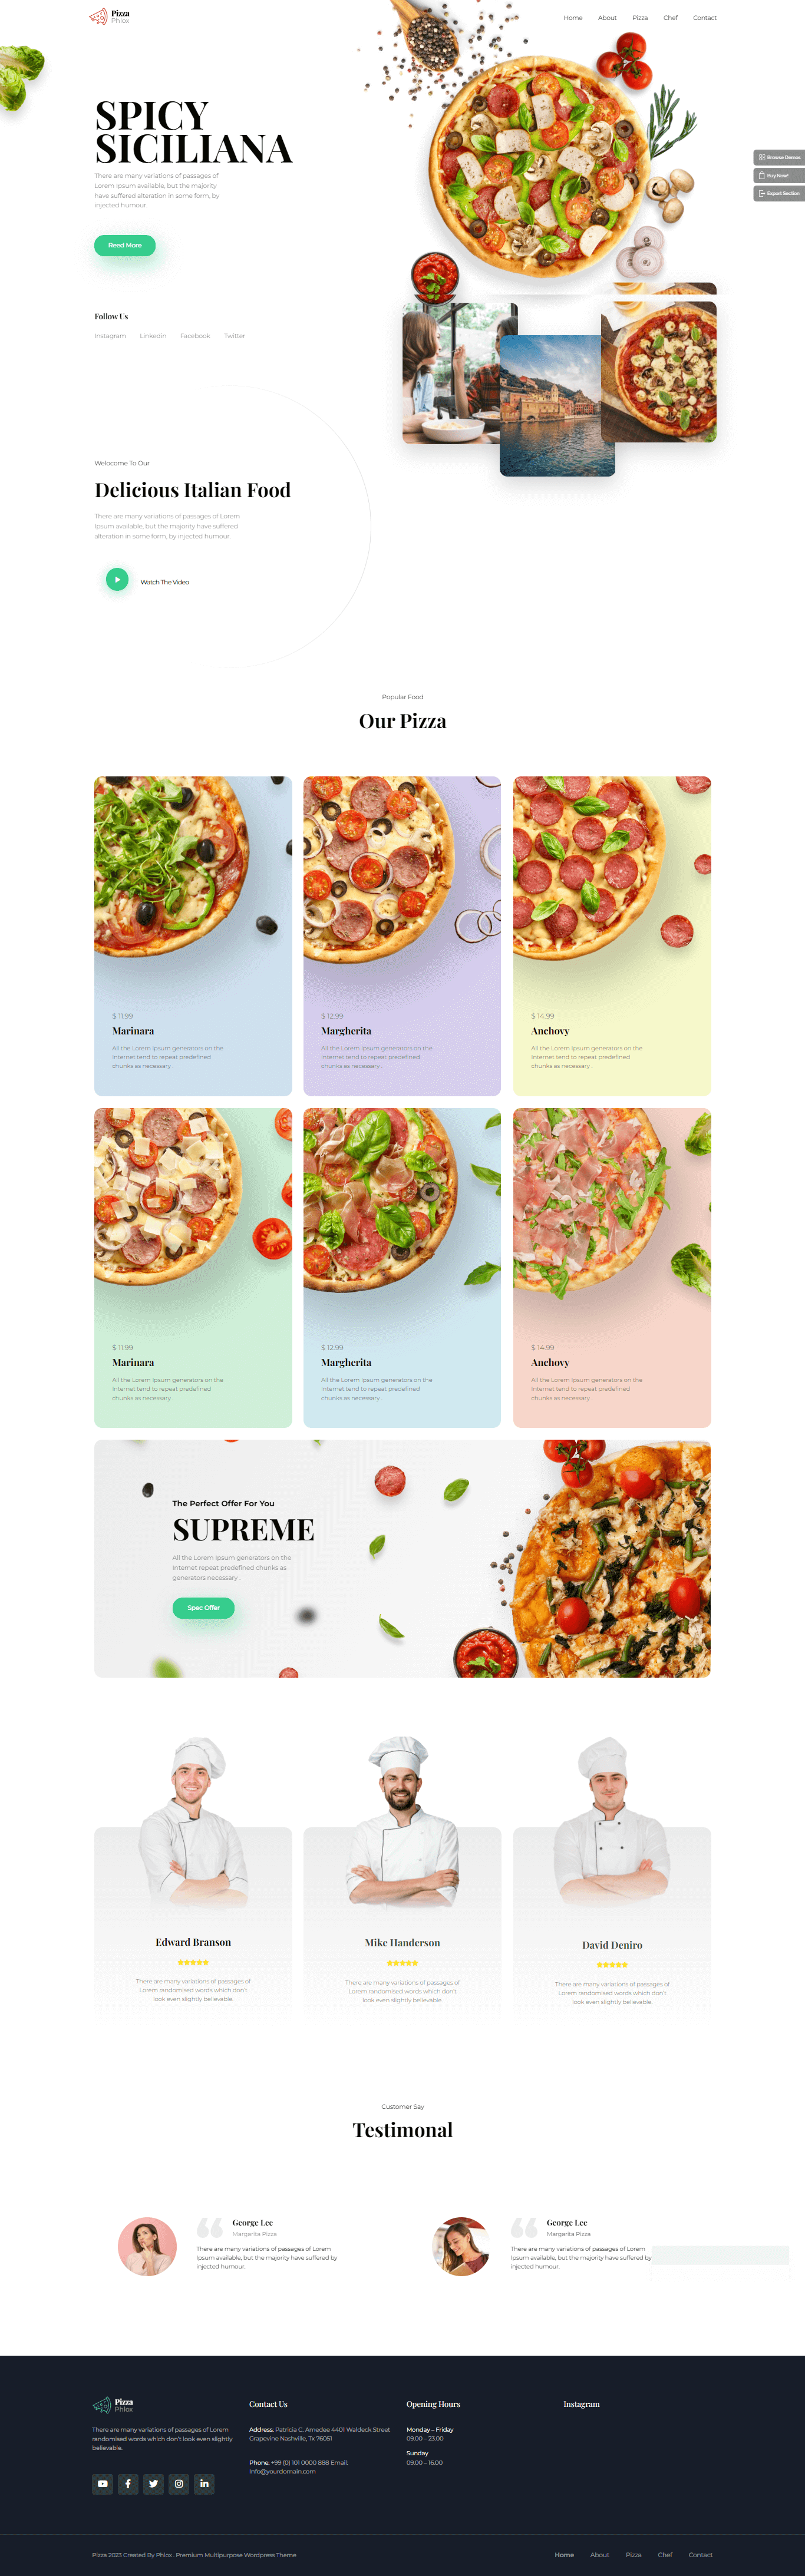 Pizza
Phlox
Home About Pizza Chef Contact
SPICY
SICILIANA
There are many variations of passages of
Lorem Ipsum available, but the majority
have suffered alteration in some form, by
injected humour.
Reed More
Browse Demos
Buy Now!
Export Section
Follow Us
Instagram Linkedin Facebook Twitter
Welocome To Our
Delicious Italian Food
There are many variations of passages of Lorem
Ipsum available, but the majority have suffered
alteration in some form, by injected humour.
Watch The Video
Popular Food
Our Pizza
$ 11.99
Marinara
All the Lorem Ipsum generators on the
Internet tend to repeat predefined
chunks as necessary .
$ 12.99
Margherita
All the Lorem Ipsum generators on the
Internet tend to repeat predefined
chunks as necessary .
$ 14.99
Anchovy
All the Lorem Ipsum generators on the
Internet tend to repeat predefined
chunks as necessary .
$ 11.99
Marinara
All the Lorem Ipsum generators on the
Internet tend to repeat predefined
chunks as necessary .
$ 12.99
Margherita
All the Lorem Ipsum generators on the
Internet tend to repeat predefined
chunks as necessary .
$ 14.99
Anchovy
All the Lorem Ipsum generators on the
Internet tend to repeat predefined
chunks as necessary .
The Perfect Offer For You
SUPREME
All the Lorem Ipsum generators on the
Internet repeat predefined chunks as
generators necessary .
Spec Offer
Edward Branson
There are many variations of passages of
Lorem randomised words which don't
look even slightly believable.
Mike Handerson
There are many variations of passages of
Lorem randomised words which don't
look even slightly believable.
David Deniro
There are many variations of passages of
Lorem randomised words which don't
look even slightly believable.
Customer Say
Testimonal
George Lee
Margarita Pizza
There are many variations of passages of Lorem
Ipsum available, but the majority have suffered by
injected humour.
George Lee
Margarita Pizza
There are many variations of passages of Lorem
Ipsum available, but the majority have suffered by
injected humour.
Pizza
Phlox
There are many variations of passages of Lorem
randomised words which don't look even slightly
believable.
Contact Us
Address: Patricia C. Amedee 4401 Waldeck Street
Grapevine Nashville, Tx 76051
Phone: +99 (0) 101 0000 888 Email:
Info@yourdomain.com
Opening Hours
Monday – Friday
09:00 – 23.00
Sunday
09:00 – 16.00
Instagram
Pizza 2023 Created By Phlox . Premium Multipurpose Wordpress Theme
Home About Pizza Chef Contact